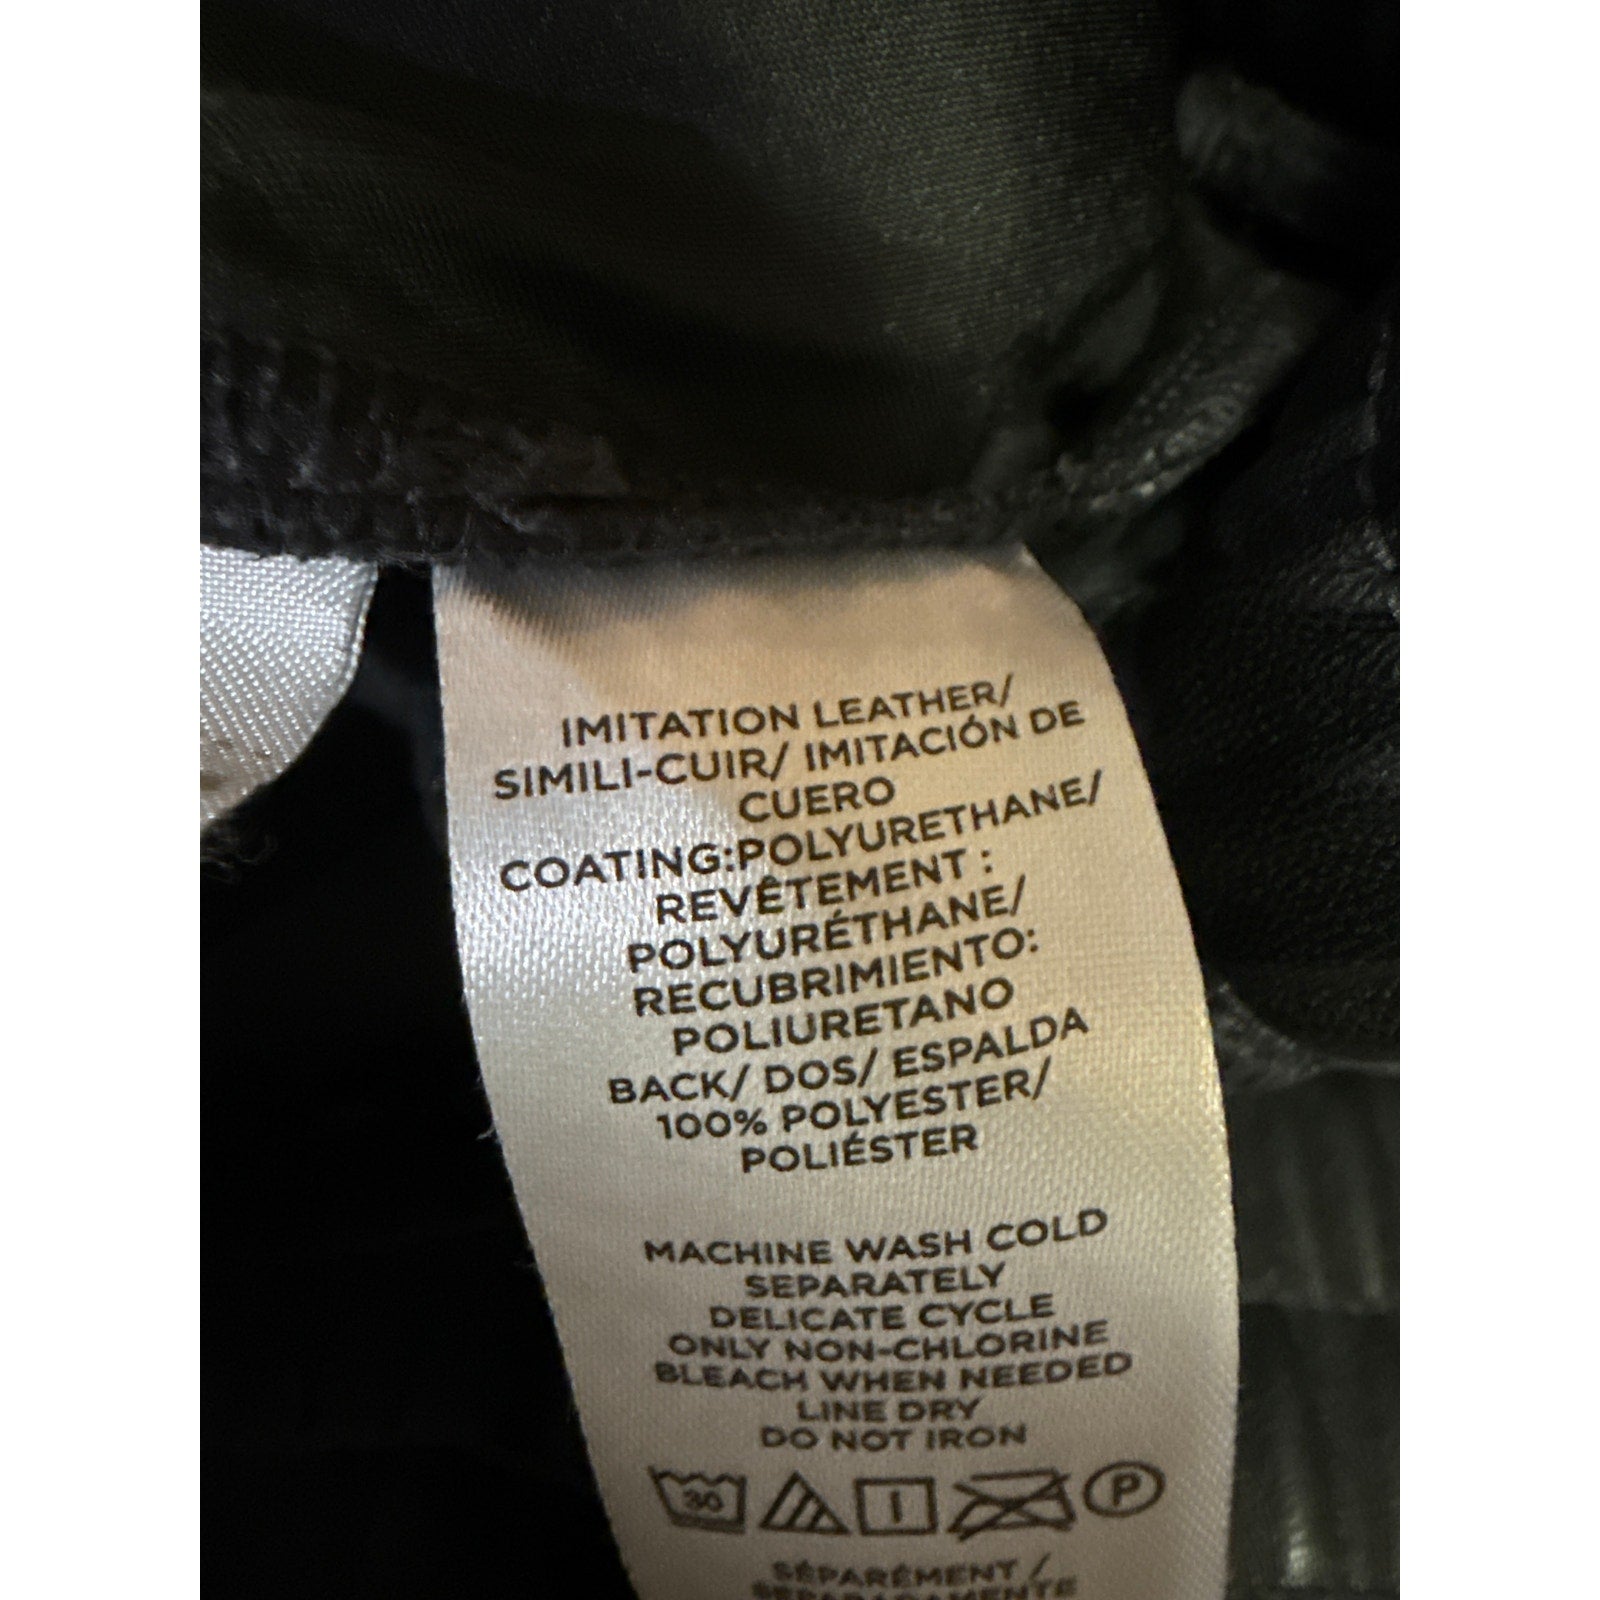 IMITATION LEATHER/
SIMILI-CUIR/ IMITACIÓN DE
CUERO
COATING:POLYURETHANE/
REVÊTEMENT :
POLYURÉTHANE/
RECUBRIMIENTO:
POLIURETANO
BACK/ DOS/ ESPALDA
100% POLYESTER/
POLIÉSTER
MACHINE WASH COLD
SEPARATELY
DELICATE CYCLE
ONLY NON-CHLORINE
BLEACH WHEN NEEDED
LINE DRY
DO NOT IRON
30 P
SÉPARÉMENT /
SEPARADAMENTE